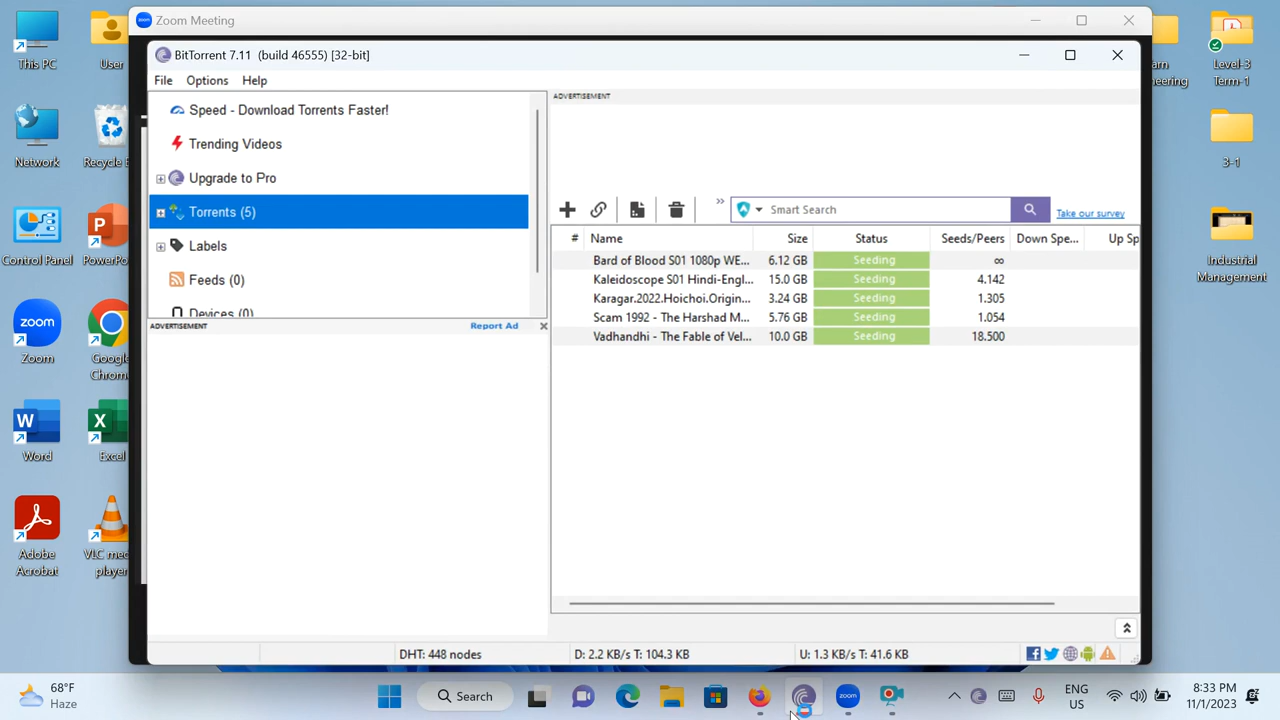 Zoom Meeting
BitTorrent 7.11 (build 46555) [32-bit]
File Options Help
ADVERTISEMENT
Speed - Download Torrents Faster!
Trending Videos
Upgrade to Pro
Torrents (5)
Labels
Feeds (0)
Devices (0)
ADVERTISEMENT Report Ad
Smart Search
Take our survey
# Name Size Status Seeds/Peers Down Spe... Up Sp
Bard of Blood S01 1080p WE... 6.12 GB Seeding ∞
Kaleidoscope S01 Hindi-Engl... 15.0 GB Seeding 4.142
Karagar.2022.Hoichoi.Origin... 3.24 GB Seeding 1.305
Scam 1992 - The Harshad M... 5.76 GB Seeding 1.054
Vadhandhi - The Fable of Vel... 10.0 GB Seeding 18.500
DHT: 448 nodes D: 2.2 KB/s T: 104.3 KB U: 1.3 KB/s T: 41.6 KB
This PC
User
Network
Recycle
Control Panel
PowerPo
Zoom
zoom
Google
Chrom
Word
Excel
Adobe
Acrobat
VLC med
player
Level-3
Term-1
3-1
Industrial
Management
68°F
Haze
Search
zoom
ENG
US
8:33 PM
11/1/2023